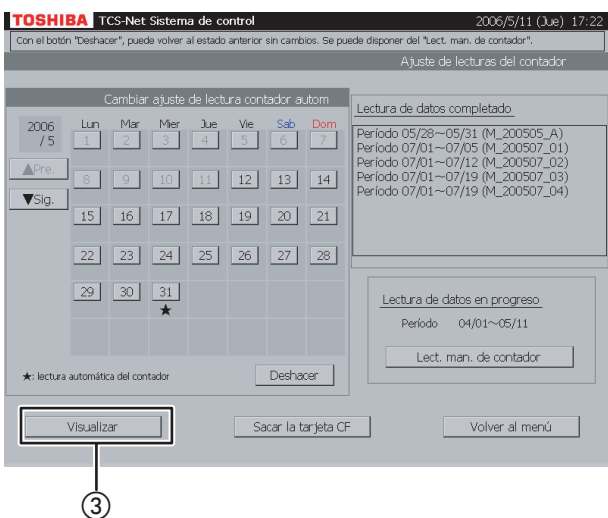 TOSHIBA TCS-Net Sistema de control 2006/5/11 (Jue) 17:22
Con el botón "Deshacer", puede volver al estado anterior sin cambios. Se puede disponer del "Lect. man. de contador".
Ajuste de lecturas del contador
Cambiar ajuste de lectura contador autom
2006
/ 5
▲Pre.
▼Sig.
Lun Mar Mier Jue Vie Sab Dom
1 2 3 4 5 6 7
8 9 10 11 12 13 14
15 16 17 18 19 20 21
22 23 24 25 26 27 28
29 30 31
★
★: lectura automática del contador
Deshacer
Lectura de datos completado
Período 05/28~05/31 (M_200505_A)
Período 07/01~07/05 (M_200507_01)
Período 07/01~07/12 (M_200507_02)
Período 07/01~07/19 (M_200507_03)
Período 07/01~07/19 (M_200507_04)
Lectura de datos en progreso
Período 04/01~05/11
Lect. man. de contador
Visualizar
Sacar la tarjeta CF
Volver al menú
③